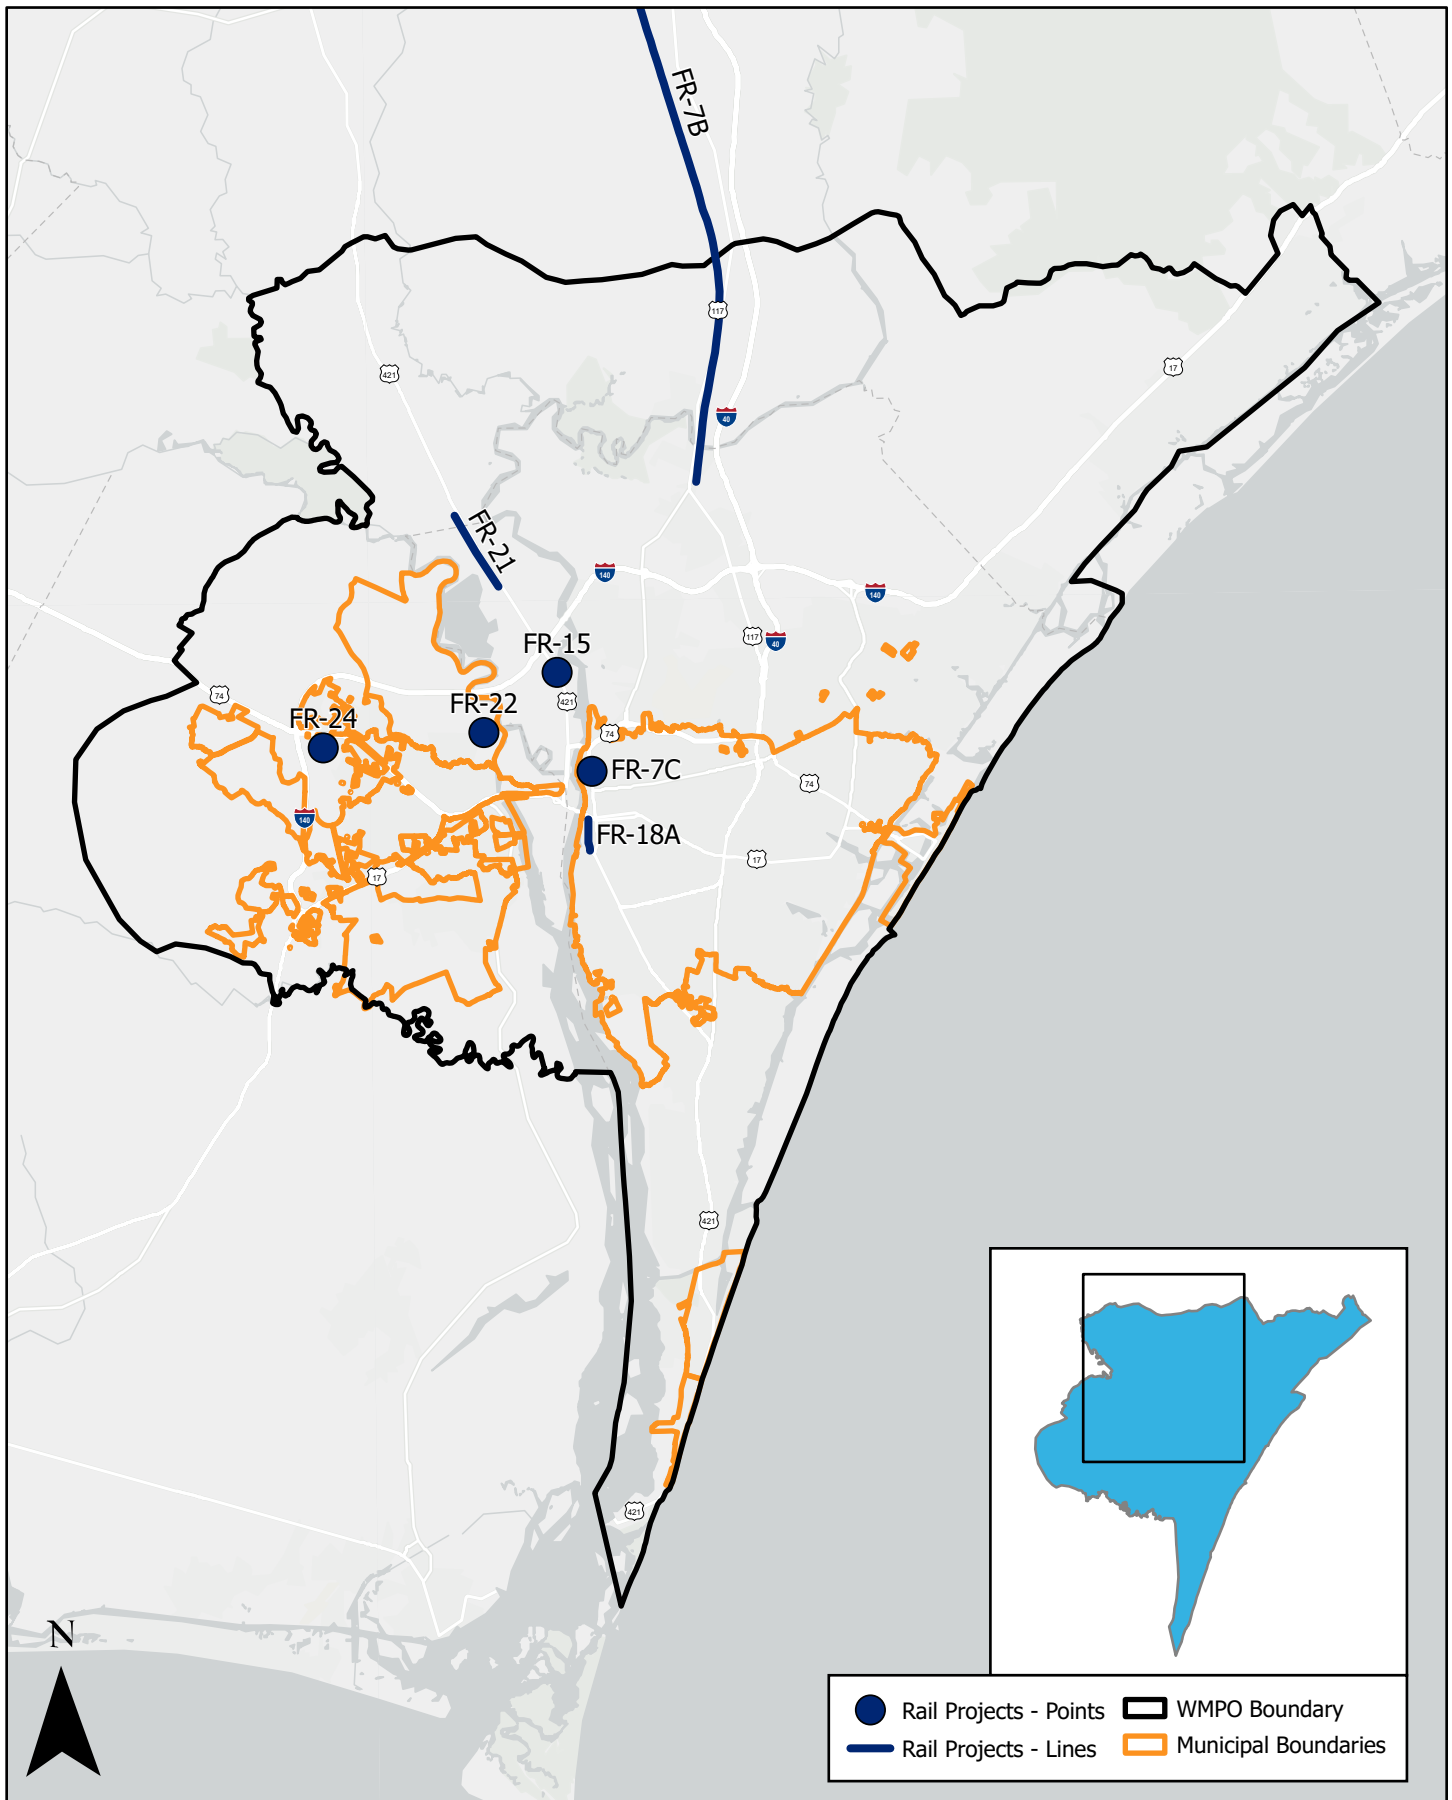 FR-7B
117
421
17
40
FR-21
140
140
117
40
FR-15
74
421
FR-22
FR-24
74
FR-7C
74
140
FR-18A
17
17
421
421
N
Rail Projects - Points
WMPO Boundary
Rail Projects - Lines
Municipal Boundaries